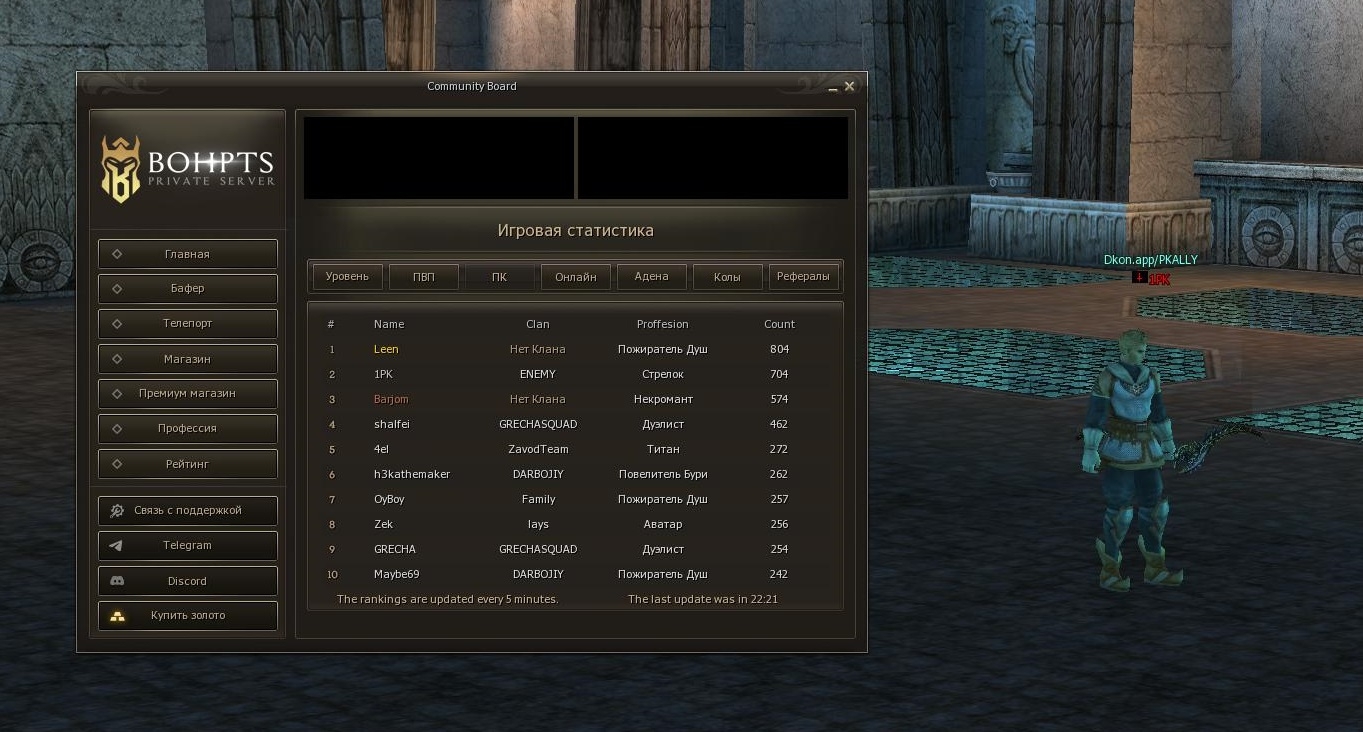 Community Board
BOHPTS
PRIVATE SERVER
Главная
Бафер
Телепорт
Магазин
Премиум магазин
Профессия
Рейтинг
Связь с поддержкой
Telegram
Discord
Купить золото
Игровая статистика
Уровень ПВП ПК Онлайн Адена Колы Рефералы
# Name Clan Proffesion Count
1 Leen Нет Клана Пожиратель Душ 804
2 1PK ENEMY Стрелок 704
3 Barjom Нет Клана Некромант 574
4 shalfei GRECHASQUAD Дуэлист 462
5 4el ZavodTeam Титан 272
6 h3kathemaker DARBOJIY Повелитель Бури 262
7 OyBoy Family Пожиратель Душ 257
8 Zek lays Аватар 256
9 GRECHA GRECHASQUAD Дуэлист 254
10 Maybe69 DARBOJIY Пожиратель Душ 242
The rankings are updated every 5 minutes. The last update was in 22:21
Dkon.app/PKALLY
1PK